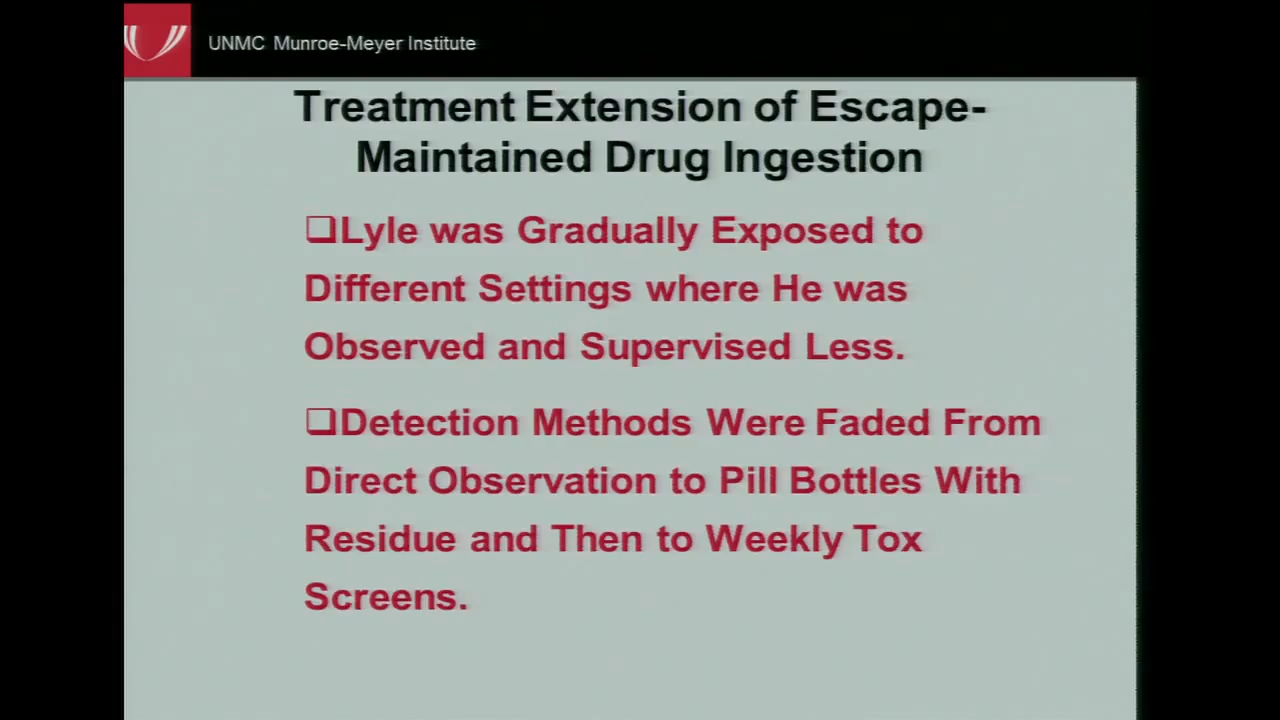 UNMC Munroe-Meyer Institute
Treatment Extension of Escape-
Maintained Drug Ingestion
❑Lyle was Gradually Exposed to
Different Settings where He was
Observed and Supervised Less.
❑Detection Methods Were Faded From
Direct Observation to Pill Bottles With
Residue and Then to Weekly Tox
Screens.